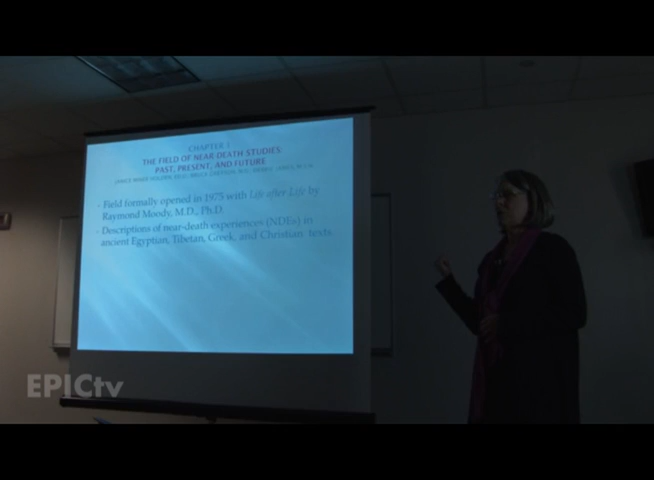 CHAPTER 1
THE FIELD OF NEAR-DEATH STUDIES:
PAST, PRESENT, AND FUTURE
- Field formally opened in 1975 with Life after Life by
Raymond Moody, M.D., Ph.D.
- Descriptions of near-death experiences (NDEs) in
ancient Egyptian, Tibetan, Greek, and Christian texts.
EPICtv